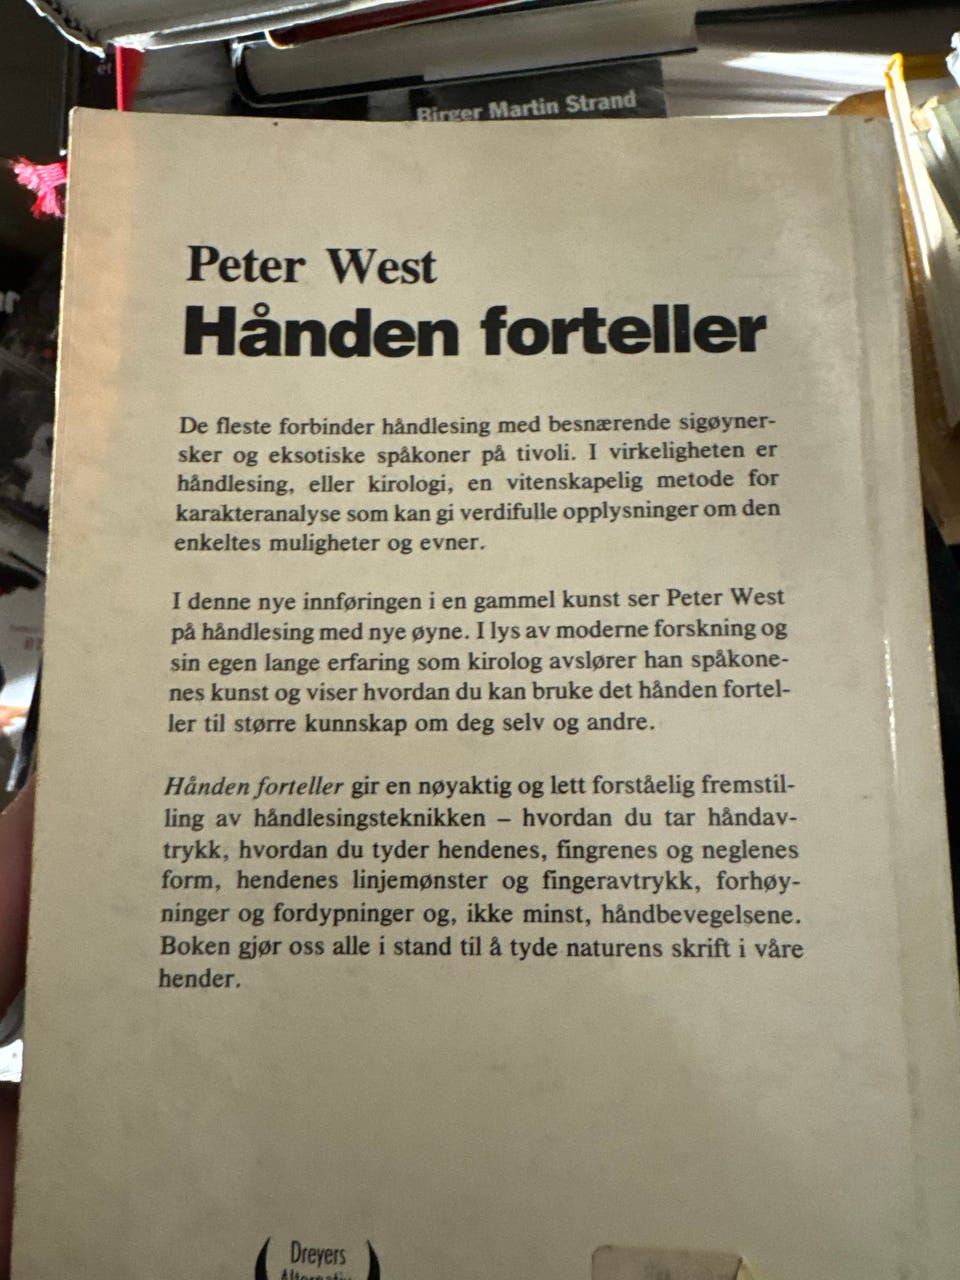 Birger Martin Strand
Peter West
Hånden forteller
De fleste forbinder håndlesing med besnærende sigøyner-
sker og eksotiske spåkoner på tivoli. I virkeligheten er
håndlesing, eller kirologi, en vitenskapelig metode for
karakteranalyse som kan gi verdifulle opplysninger om den
enkeltes muligheter og evner.
I denne nye innføringen i en gammel kunst ser Peter West
på håndlesing med nye øyne. I lys av moderne forskning og
sin egen lange erfaring som kirolog avslører han spåkone-
nes kunst og viser hvordan du kan bruke det hånden fortel-
ler til større kunnskap om deg selv og andre.
Hånden forteller gir en nøyaktig og lett forståelig fremstil-
ling av håndlesingsteknikken – hvordan du tar håndav-
trykk, hvordan du tyder hendenes, fingrenes og neglenes
form, hendenes linjemønster og fingeravtrykk, forhøy-
ninger og fordypninger og, ikke minst, håndbevegelsene.
Boken gjør oss alle i stand til å tyde naturens skrift i våre
hender.
Dreyers